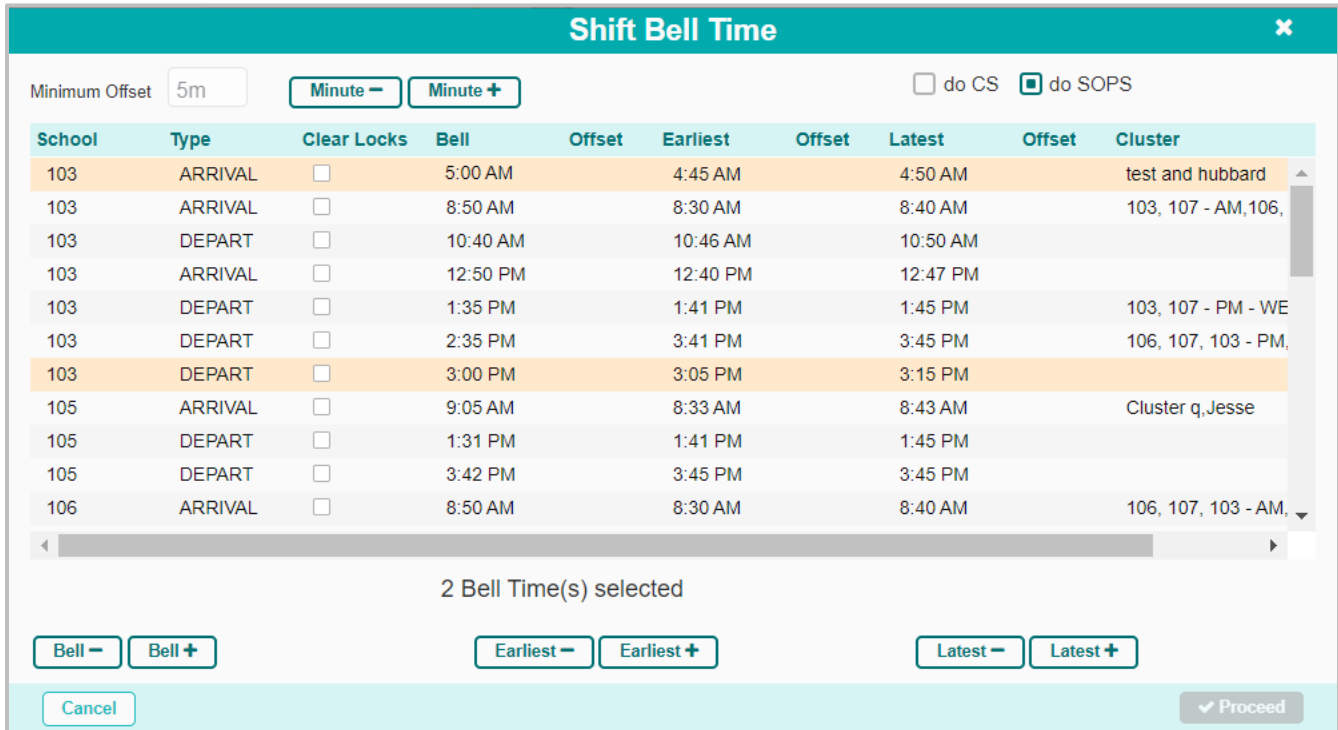 Shift Bell Time
Minimum Offset 5m Minute − Minute + do CS do SOPS
School Type Clear Locks Bell Offset Earliest Offset Latest Offset Cluster
103 ARRIVAL 5:00 AM 4:45 AM 4:50 AM test and hubbard
103 ARRIVAL 8:50 AM 8:30 AM 8:40 AM 103, 107 - AM,106,
103 DEPART 10:40 AM 10:46 AM 10:50 AM
103 ARRIVAL 12:50 PM 12:40 PM 12:47 PM
103 DEPART 1:35 PM 1:41 PM 1:45 PM 103, 107 - PM - WE
103 DEPART 2:35 PM 3:41 PM 3:45 PM 106, 107, 103 - PM,
103 DEPART 3:00 PM 3:05 PM 3:15 PM
105 ARRIVAL 9:05 AM 8:33 AM 8:43 AM Cluster q,Jesse
105 DEPART 1:31 PM 1:41 PM 1:45 PM
105 DEPART 3:42 PM 3:45 PM 3:45 PM
106 ARRIVAL 8:50 AM 8:30 AM 8:40 AM 106, 107, 103 - AM,
2 Bell Time(s) selected
Bell − Bell + Earliest − Earliest + Latest − Latest +
Cancel Proceed